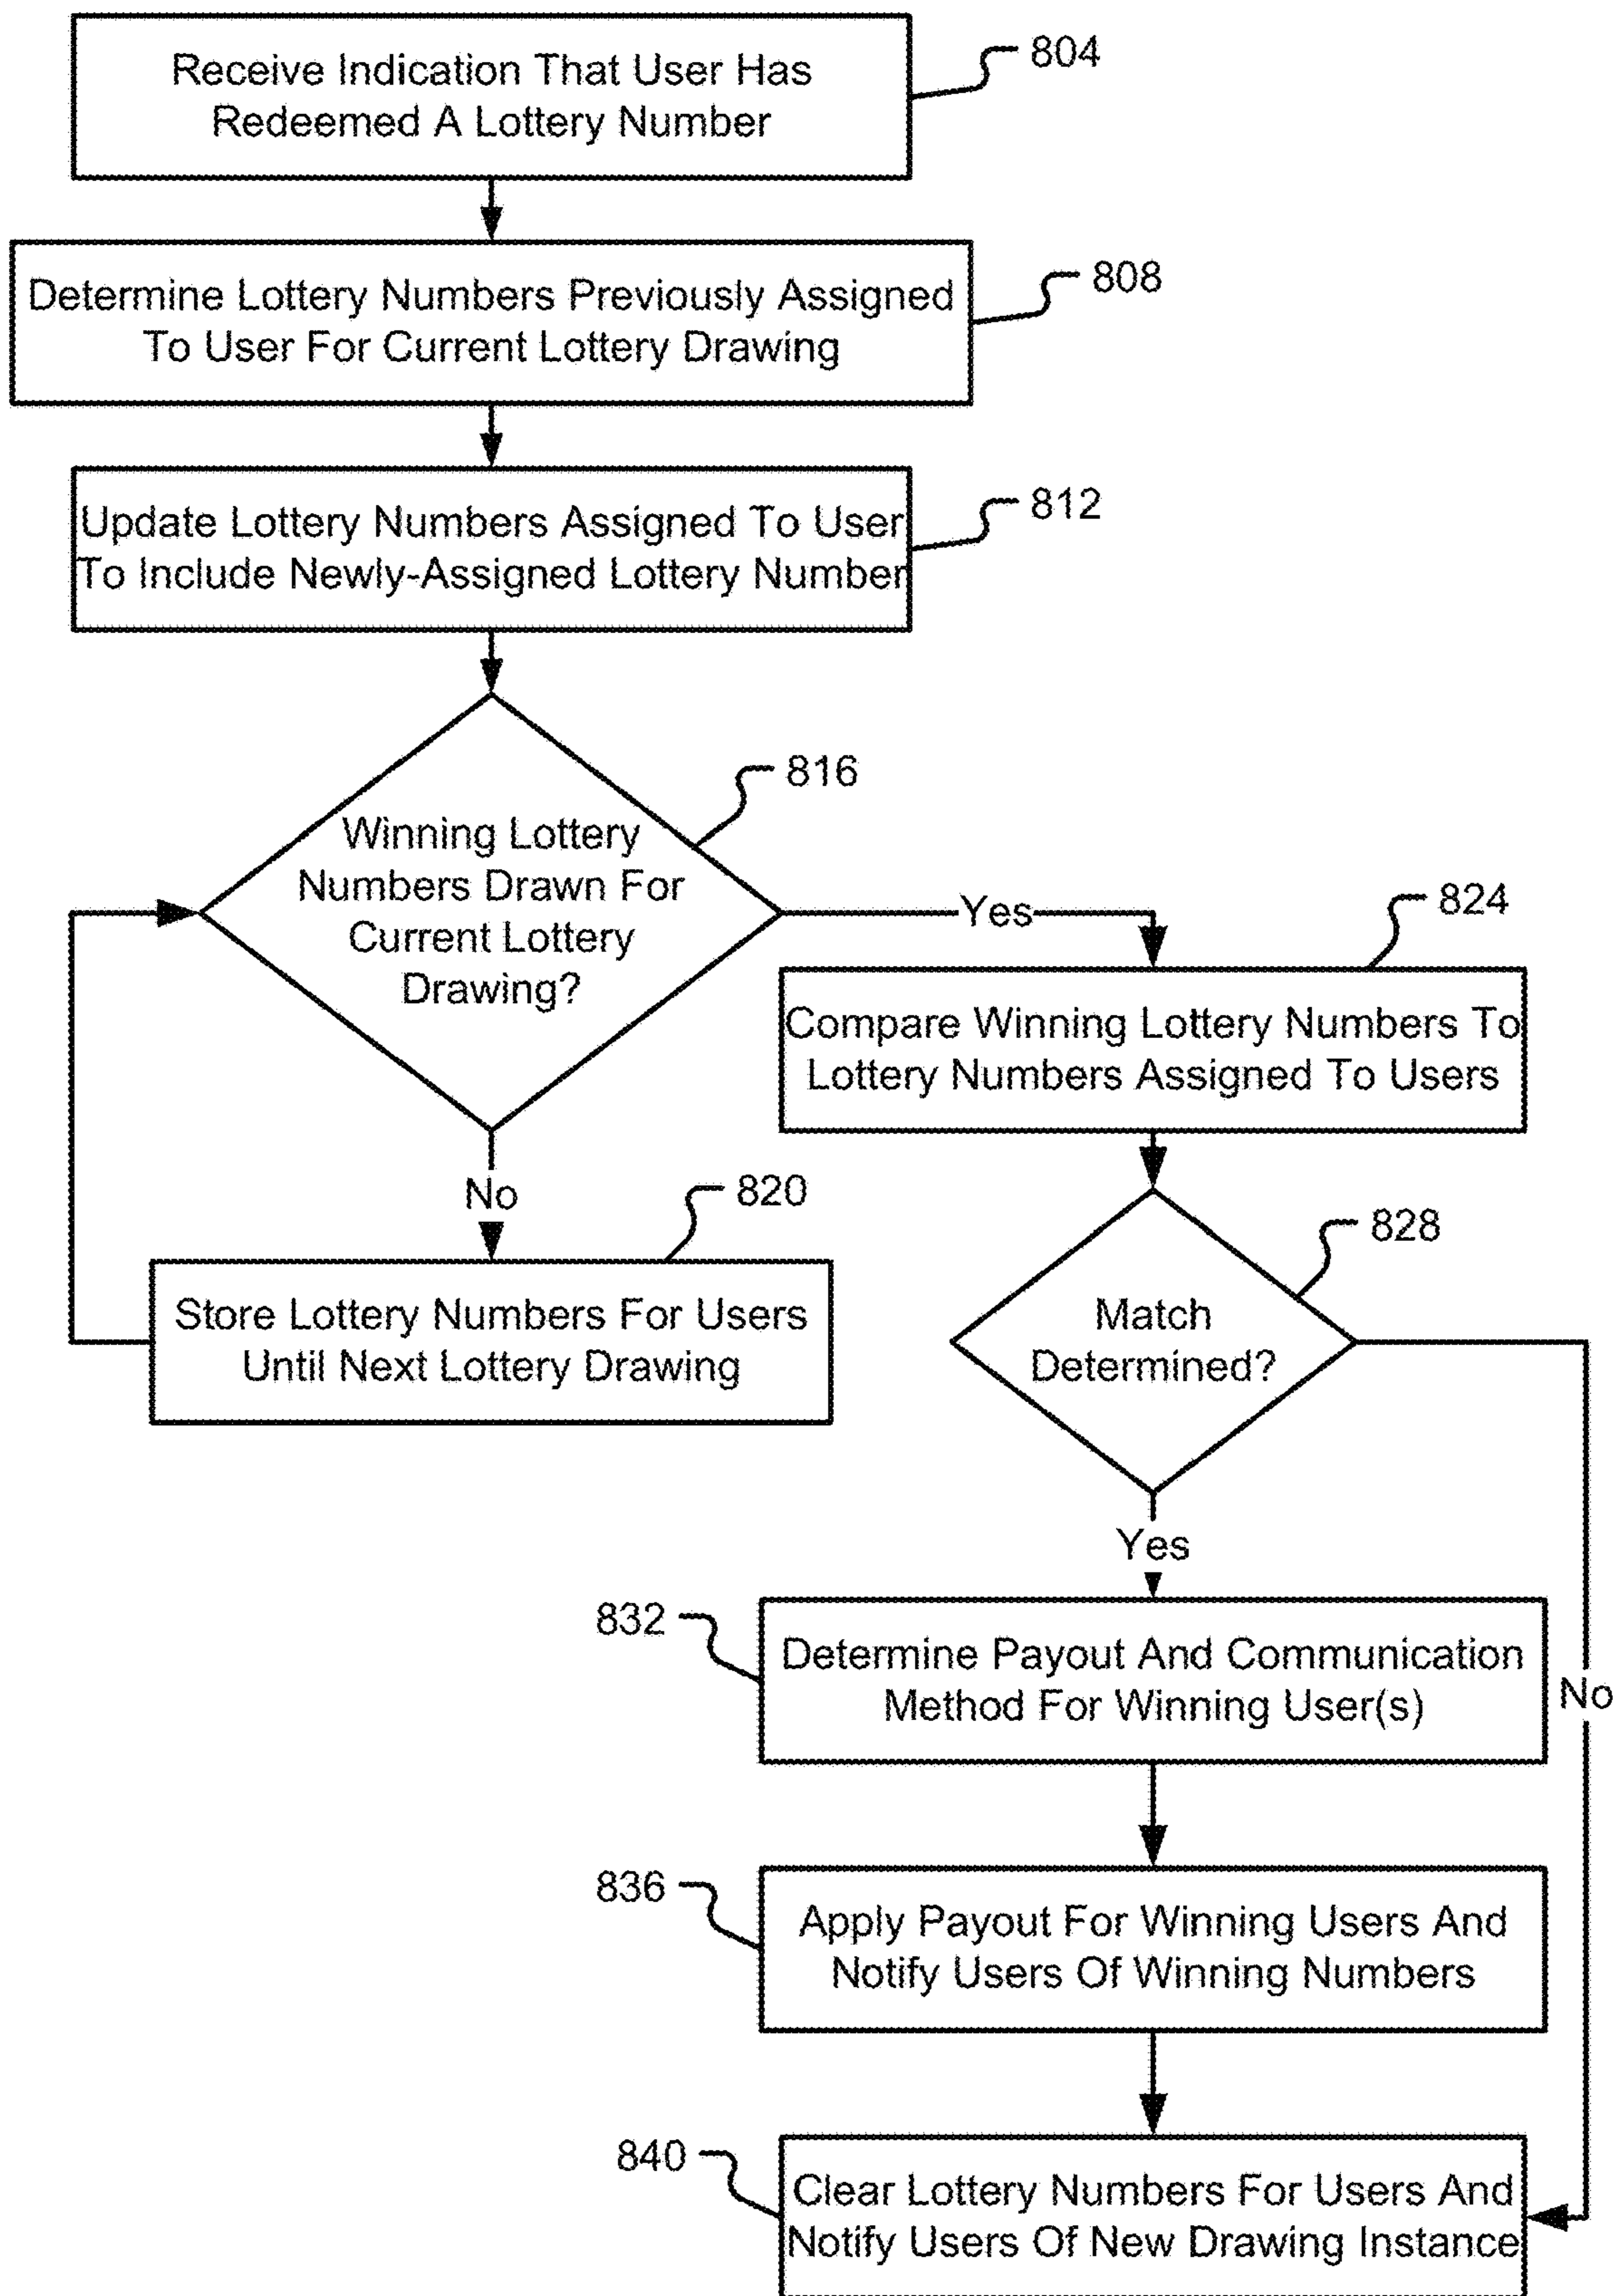 Receive Indication That User Has
Redeemed A Lottery Number
804
Determine Lottery Numbers Previously Assigned
To User For Current Lottery Drawing
808
Update Lottery Numbers Assigned To User
To Include Newly-Assigned Lottery Number
812
Winning Lottery
Numbers Drawn For
Current Lottery
Drawing?
816
Yes
No
Store Lottery Numbers For Users
Until Next Lottery Drawing
820
Compare Winning Lottery Numbers To
Lottery Numbers Assigned To Users
824
Match
Determined?
828
Yes
No
832
Determine Payout And Communication
Method For Winning User(s)
836
Apply Payout For Winning Users And
Notify Users Of Winning Numbers
840
Clear Lottery Numbers For Users And
Notify Users Of New Drawing Instance